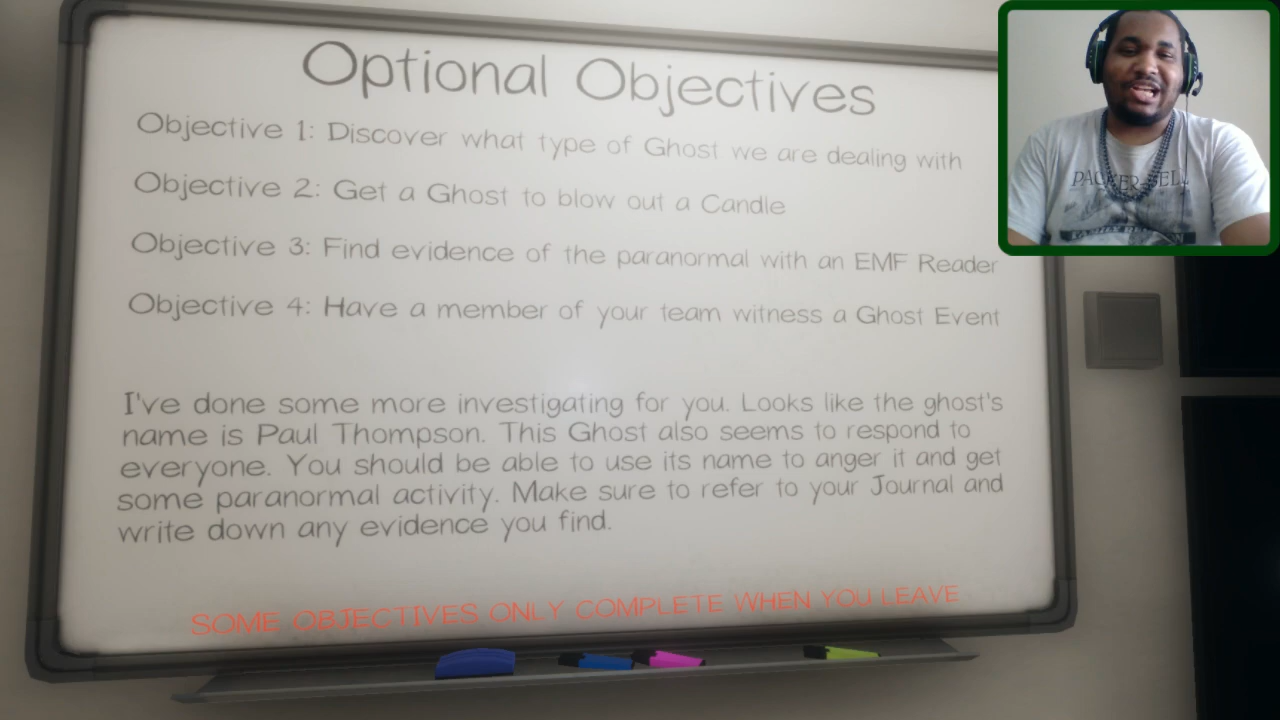 Optional Objectives
Objective 1: Discover what type of Ghost we are dealing with
Objective 2: Get a Ghost to blow out a Candle
Objective 3: Find evidence of the paranormal with an EMF Reader
Objective 4: Have a member of your team witness a Ghost Event
I've done some more investigating for you. Looks like the ghost's
name is Paul Thompson. This Ghost also seems to respond to
everyone. You should be able to use its name to anger it and get
some paranormal activity. Make sure to refer to your Journal and
write down any evidence you find.
SOME OBJECTIVES ONLY COMPLETE WHEN YOU LEAVE